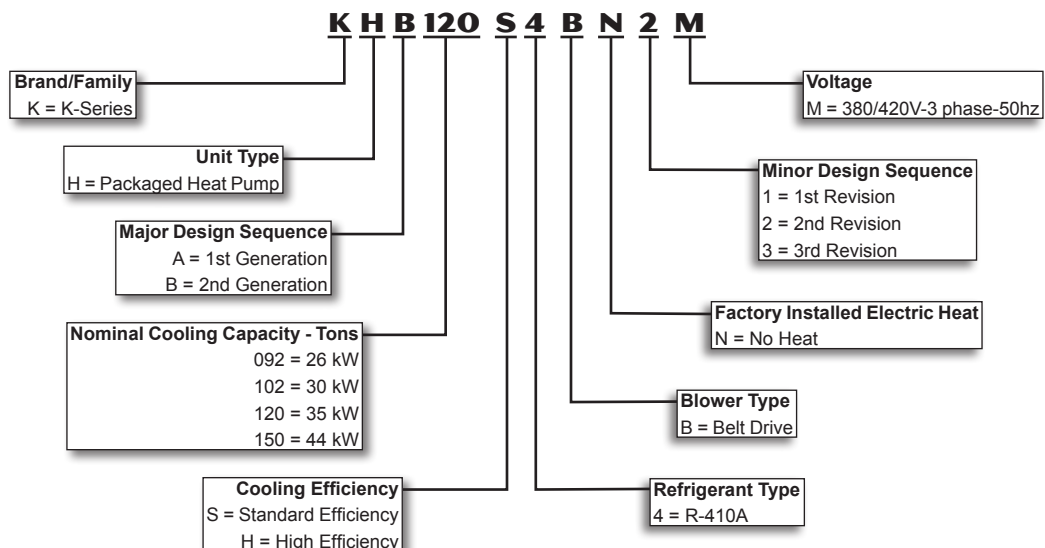 K H B 120 S 4 B N 2 M
Brand/Family
K = K-Series
Voltage
M = 380/420V-3 phase-50hz
Unit Type
H = Packaged Heat Pump
Minor Design Sequence
1 = 1st Revision
2 = 2nd Revision
3 = 3rd Revision
Major Design Sequence
A = 1st Generation
B = 2nd Generation
Factory Installed Electric Heat
N = No Heat
Nominal Cooling Capacity - Tons
092 = 26 kW
102 = 30 kW
120 = 35 kW
150 = 44 kW
Blower Type
B = Belt Drive
Cooling Efficiency
S = Standard Efficiency
H = High Efficiency
Refrigerant Type
4 = R-410A